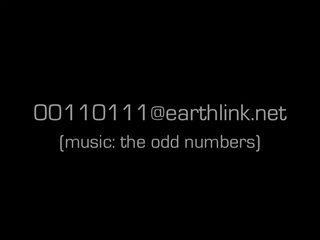 00110111@earthlink.net
(music: the odd numbers)